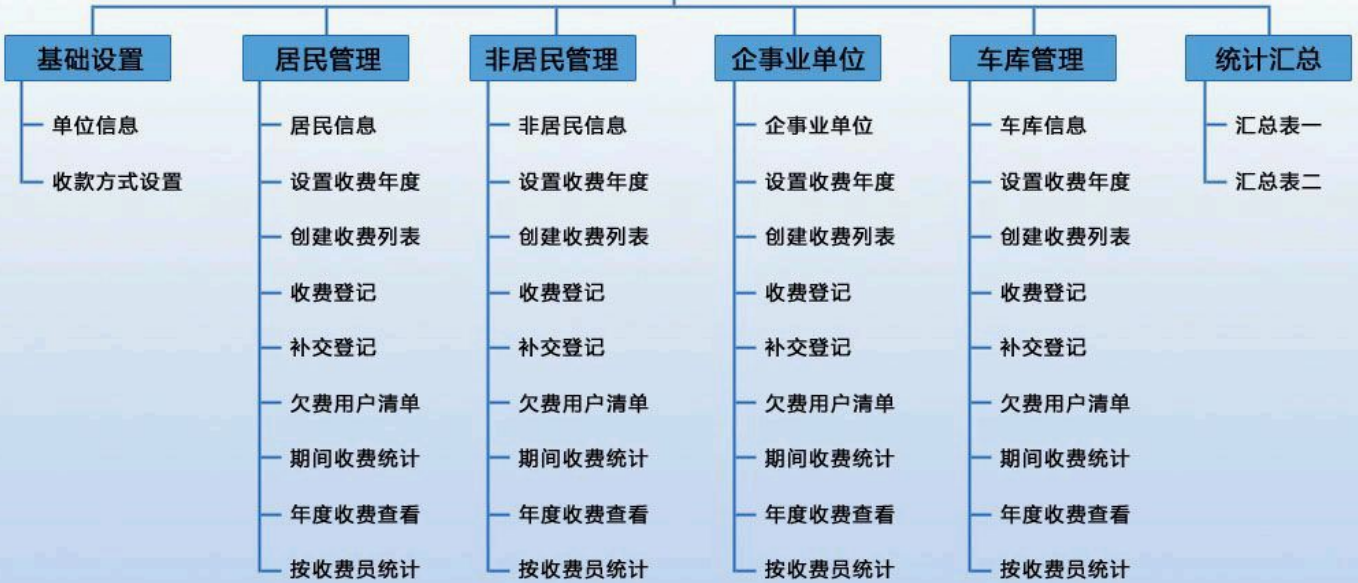 基础设置
单位信息
收款方式设置
居民管理
居民信息
设置收费年度
创建收费列表
收费登记
补交登记
欠费用户清单
期间收费统计
年度收费查看
按收费员统计
非居民管理
非居民信息
设置收费年度
创建收费列表
收费登记
补交登记
欠费用户清单
期间收费统计
年度收费查看
按收费员统计
企事业单位
企事业单位
设置收费年度
创建收费列表
收费登记
补交登记
欠费用户清单
期间收费统计
年度收费查看
按收费员统计
车库管理
车库信息
设置收费年度
创建收费列表
收费登记
补交登记
欠费用户清单
期间收费统计
年度收费查看
按收费员统计
统计汇总
汇总表一
汇总表二